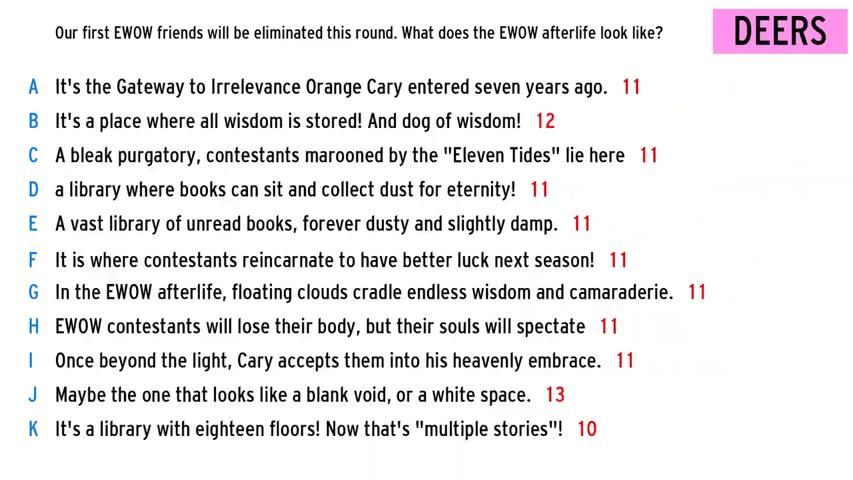 Our first EWOW friends will be eliminated this round. What does the EWOW afterlife look like?
DEERS
A It's the Gateway to Irrelevance Orange Cary entered seven years ago. 11
B It's a place where all wisdom is stored! And dog of wisdom! 12
C A bleak purgatory, contestants marooned by the "Eleven Tides" lie here 11
D a library where books can sit and collect dust for eternity! 11
E A vast library of unread books, forever dusty and slightly damp. 11
F It is where contestants reincarnate to have better luck next season! 11
G In the EWOW afterlife, floating clouds cradle endless wisdom and camaraderie. 11
H EWOW contestants will lose their body, but their souls will spectate 11
I Once beyond the light, Cary accepts them into his heavenly embrace. 11
J Maybe the one that looks like a blank void, or a white space. 13
K It's a library with eighteen floors! Now that's "multiple stories"! 10